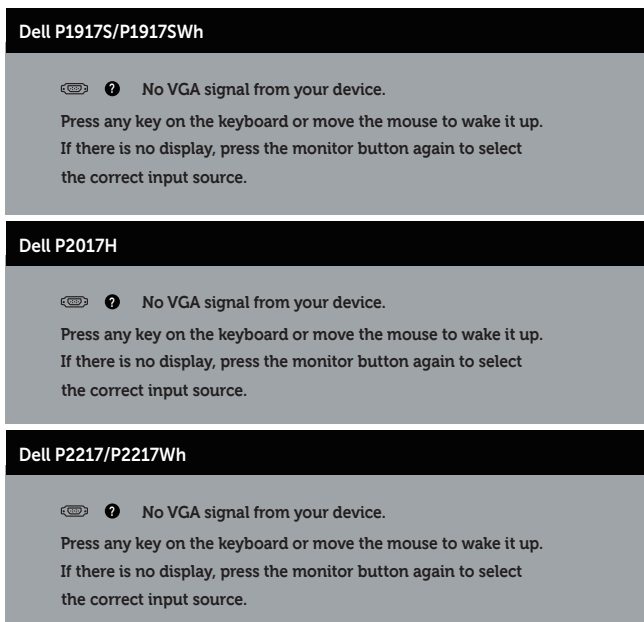 Dell P1917S/P1917SWh
? No VGA signal from your device.
Press any key on the keyboard or move the mouse to wake it up.
If there is no display, press the monitor button again to select
the correct input source.
Dell P2017H
? No VGA signal from your device.
Press any key on the keyboard or move the mouse to wake it up.
If there is no display, press the monitor button again to select
the correct input source.
Dell P2217/P2217Wh
? No VGA signal from your device.
Press any key on the keyboard or move the mouse to wake it up.
If there is no display, press the monitor button again to select
the correct input source.